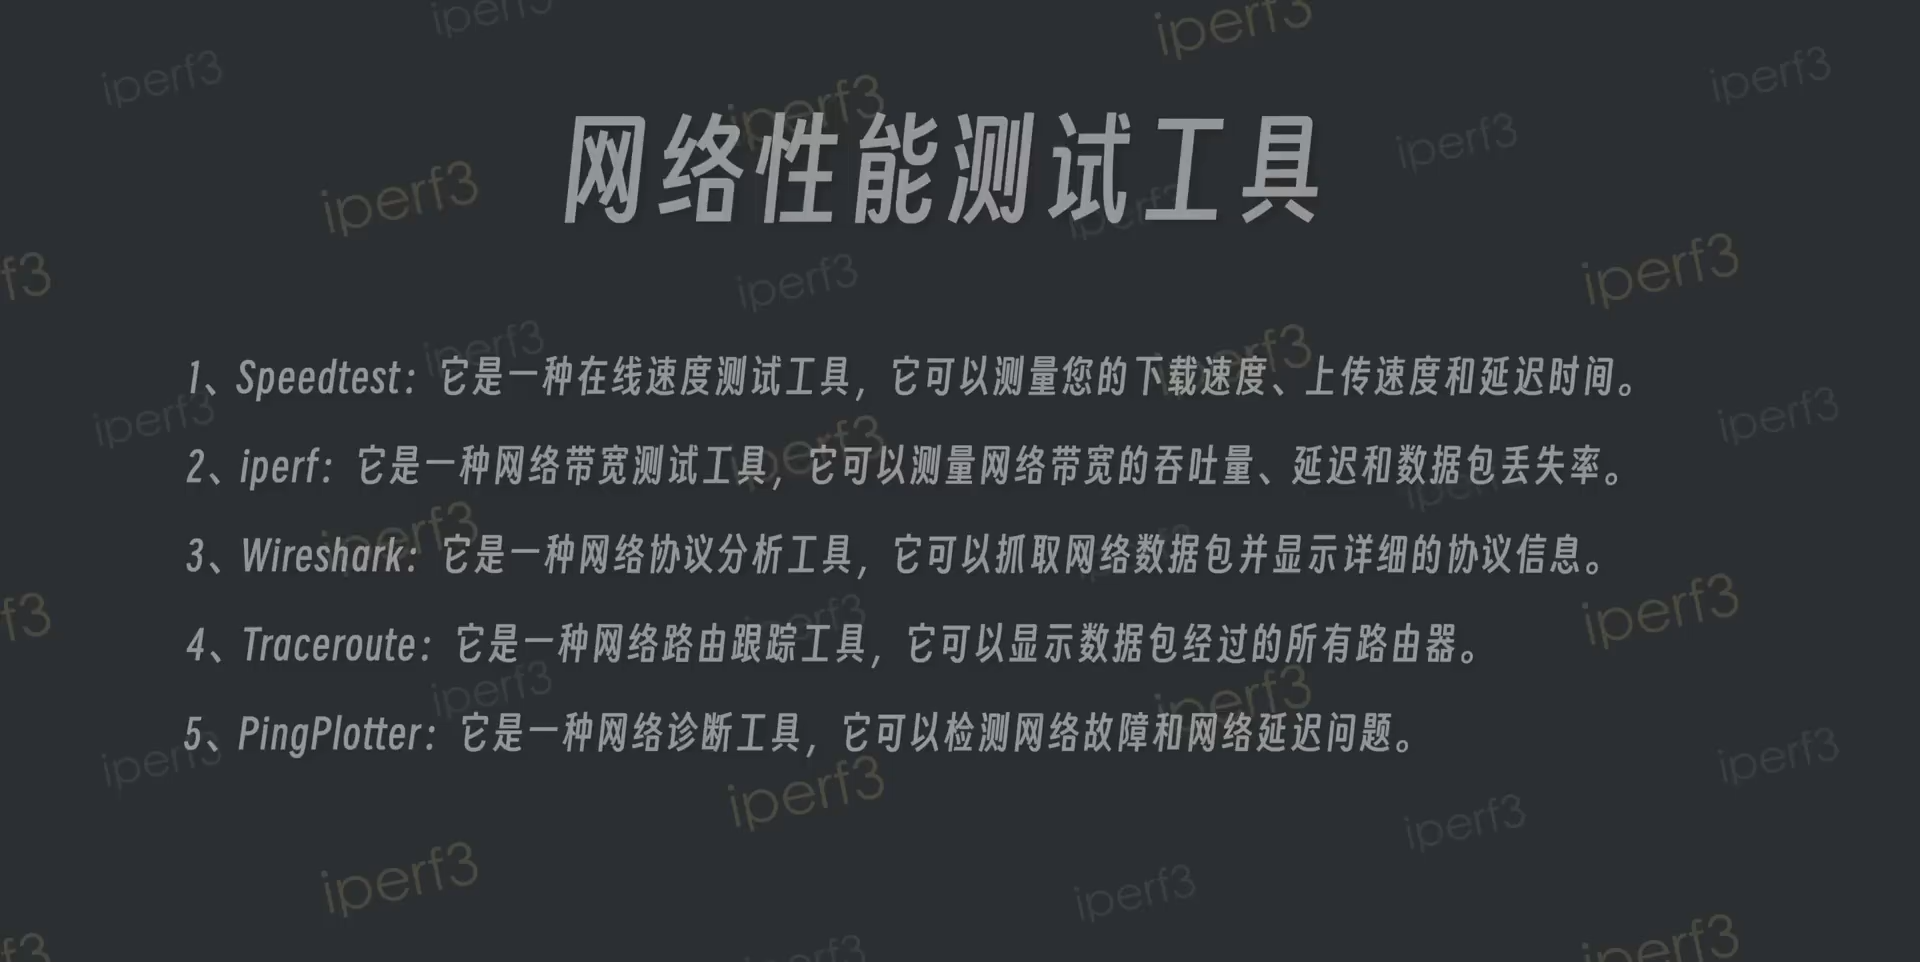 网络性能测试工具
1、Speedtest：它是一种在线速度测试工具，它可以测量您的下载速度、上传速度和延迟时间。
2、iperf：它是一种网络带宽测试工具，它可以测量网络带宽的吞吐量、延迟和数据包丢失率。
3、Wireshark：它是一种网络协议分析工具，它可以抓取网络数据包并显示详细的协议信息。
4、Traceroute：它是一种网络路由跟踪工具，它可以显示数据包经过的所有路由器。
5、PingPlotter：它是一种网络诊断工具，它可以检测网络故障和网络延迟问题。
iperf3